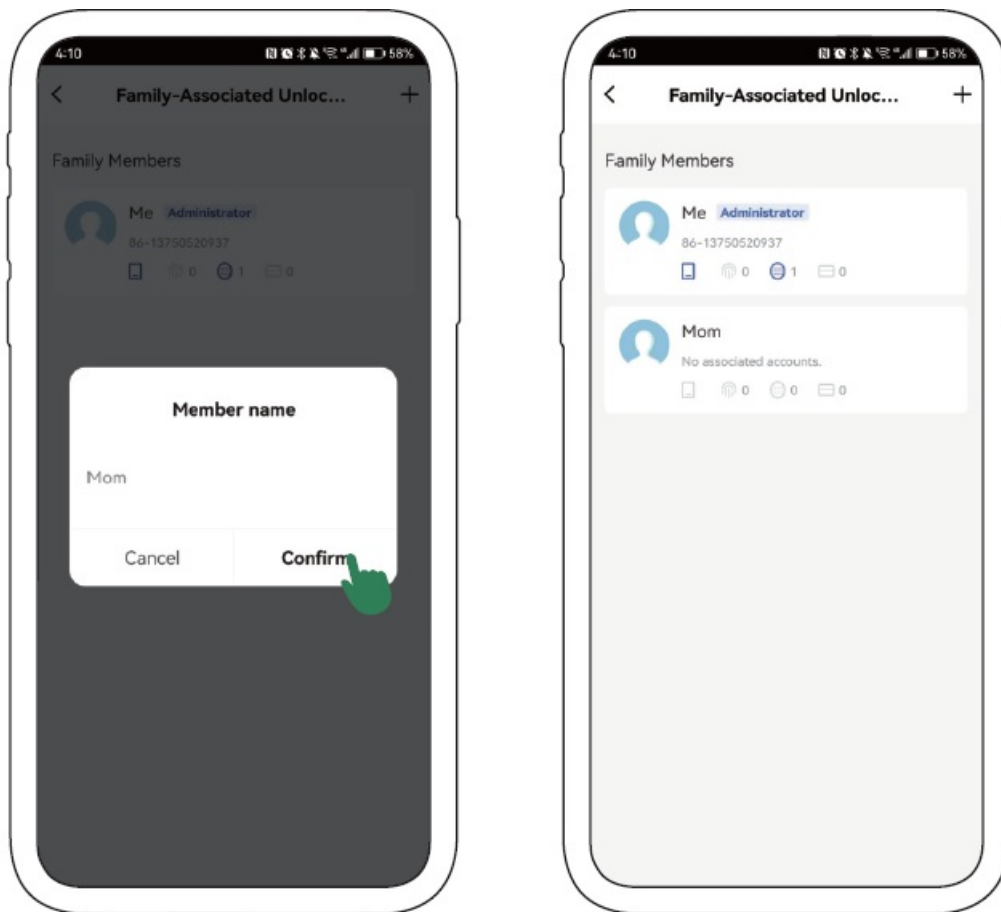 4:10
58%
Family-Associated Unloc...
Family Members
Me Administrator
86-13750520937
0 1 0
Member name
Mom
Cancel Confirm
4:10
58%
Family-Associated Unloc...
Family Members
Me Administrator
86-13750520937
0 1 0
Mom
No associated accounts.
0 0 0